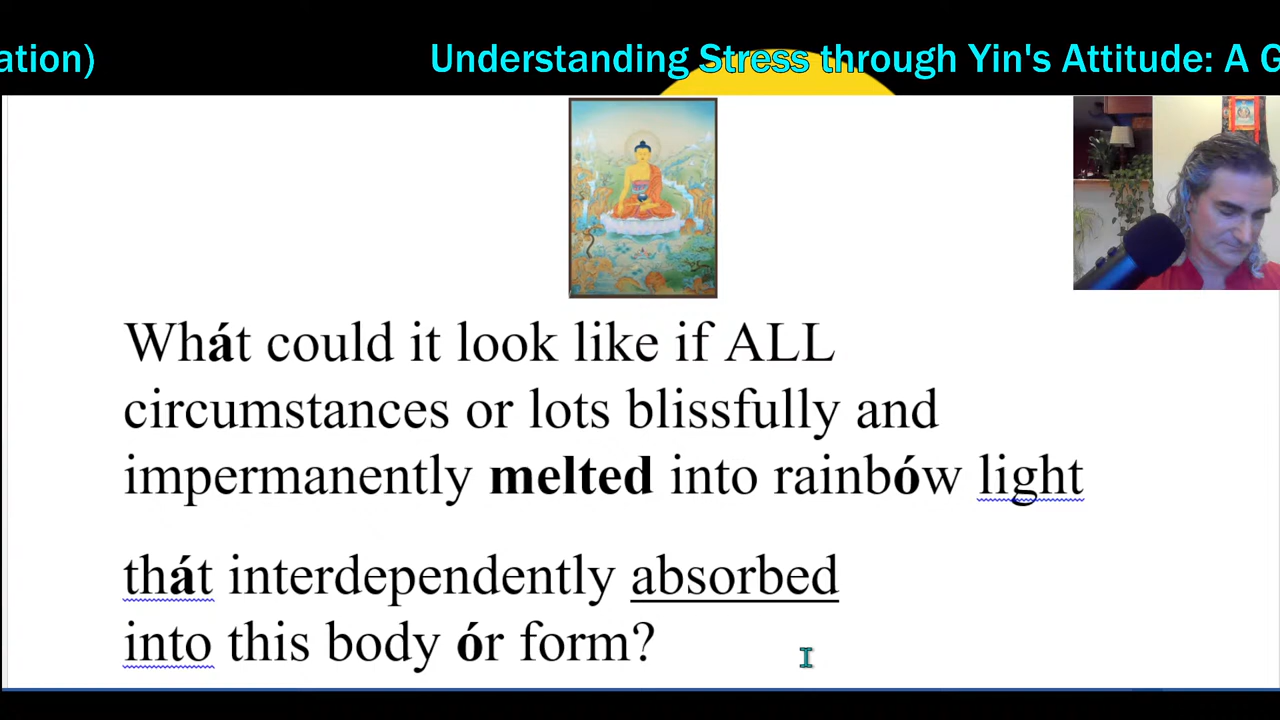 ation) Understanding Stress through Yin's Attitude: A G
Whát could it look like if ALL
circumstances or lots blissfully and
impermanently melted into rainbów light
thát interdependently absorbed
into this body ór form?